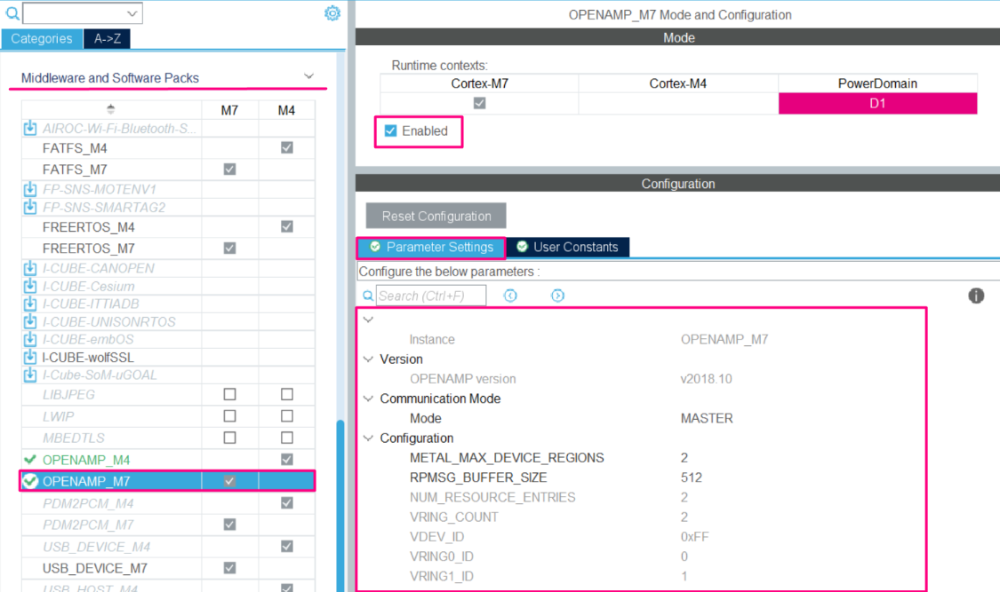 Categories
A->Z
Middleware and Software Packs
M7 M4
AIROC-Wi-Fi-Bluetooth-S...
FATFS_M4
FATFS_M7
FP-SNS-MOTENV1
FP-SNS-SMARTAG2
FREERTOS_M4
FREERTOS_M7
I-CUBE-CANOPEN
I-CUBE-Cesium
I-CUBE-ITTIADB
I-CUBE-UNISONRTOS
I-CUBE-embOS
I-CUBE-wolfSSL
I-Cube-SoM-uGOAL
LIBJPEG
LWIP
MBEDTLS
OPENAMP_M4
OPENAMP_M7
PDM2PCM_M4
PDM2PCM_M7
USB_DEVICE_M4
USB_DEVICE_M7
USB_HOST_M4
OPENAMP_M7 Mode and Configuration
Mode
Runtime contexts:
Cortex-M7 Cortex-M4 PowerDomain
D1
Enabled
Configuration
Reset Configuration
Parameter Settings
User Constants
Configure the below parameters :
Search (Ctrl+F)
Instance OPENAMP_M7
Version
OPENAMP version v2018.10
Communication Mode
Mode MASTER
Configuration
METAL_MAX_DEVICE_REGIONS 2
RPMSG_BUFFER_SIZE 512
NUM_RESOURCE_ENTRIES 2
VRING_COUNT 2
VDEV_ID 0xFF
VRING0_ID 0
VRING1_ID 1